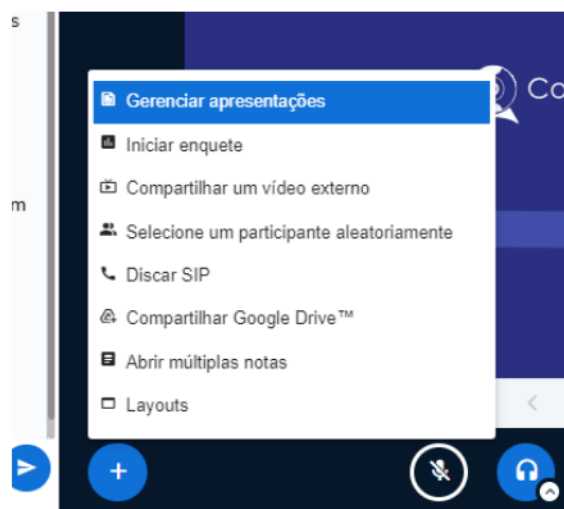 s
Co
Gerenciar apresentações
Iniciar enquete
Compartilhar um vídeo externo
m
Selecione um participante aleatoriamente
Discar SIP
Compartilhar Google Drive™
Abrir múltiplas notas
Layouts